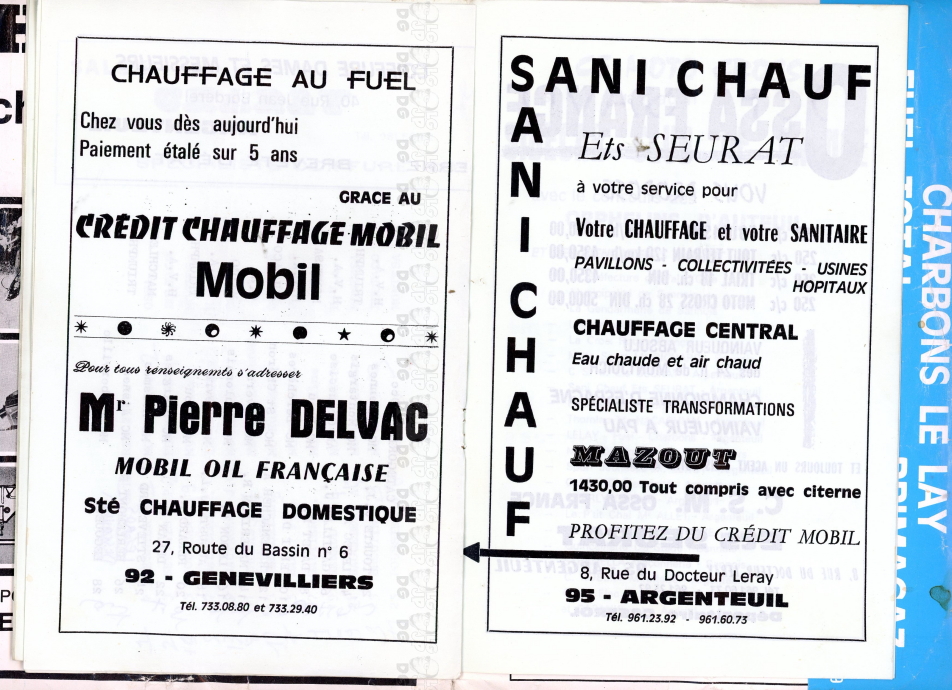 CHAUFFAGE AU FUEL
Chez vous dès aujourd'hui
Paiement étalé sur 5 ans
GRACE AU
CRÉDIT CHAUFFAGE MOBIL
Mobil
Pour tous renseignemts s'adresser
Mr Pierre DELVAC
MOBIL OIL FRANÇAISE
Sté CHAUFFAGE DOMESTIQUE
27, Route du Bassin n° 6
92 - GENEVILLIERS
Tél. 733.08.80 et 733.29.40
SANI CHAUF
SANICHAUF
Ets SEURAT
à votre service pour
Votre CHAUFFAGE et votre SANITAIRE
PAVILLONS - COLLECTIVITÉES - USINES
HOPITAUX
CHAUFFAGE CENTRAL
Eau chaude et air chaud
SPÉCIALISTE TRANSFORMATIONS
MAZOUT
1430,00 Tout compris avec citerne
PROFITEZ DU CRÉDIT MOBIL
8, Rue du Docteur Leray
95 - ARGENTEUIL
Tél. 961.23.92 - 961.60.73
CHARBONS LE LAY
FUEL TOTAL PRIMAGAZ